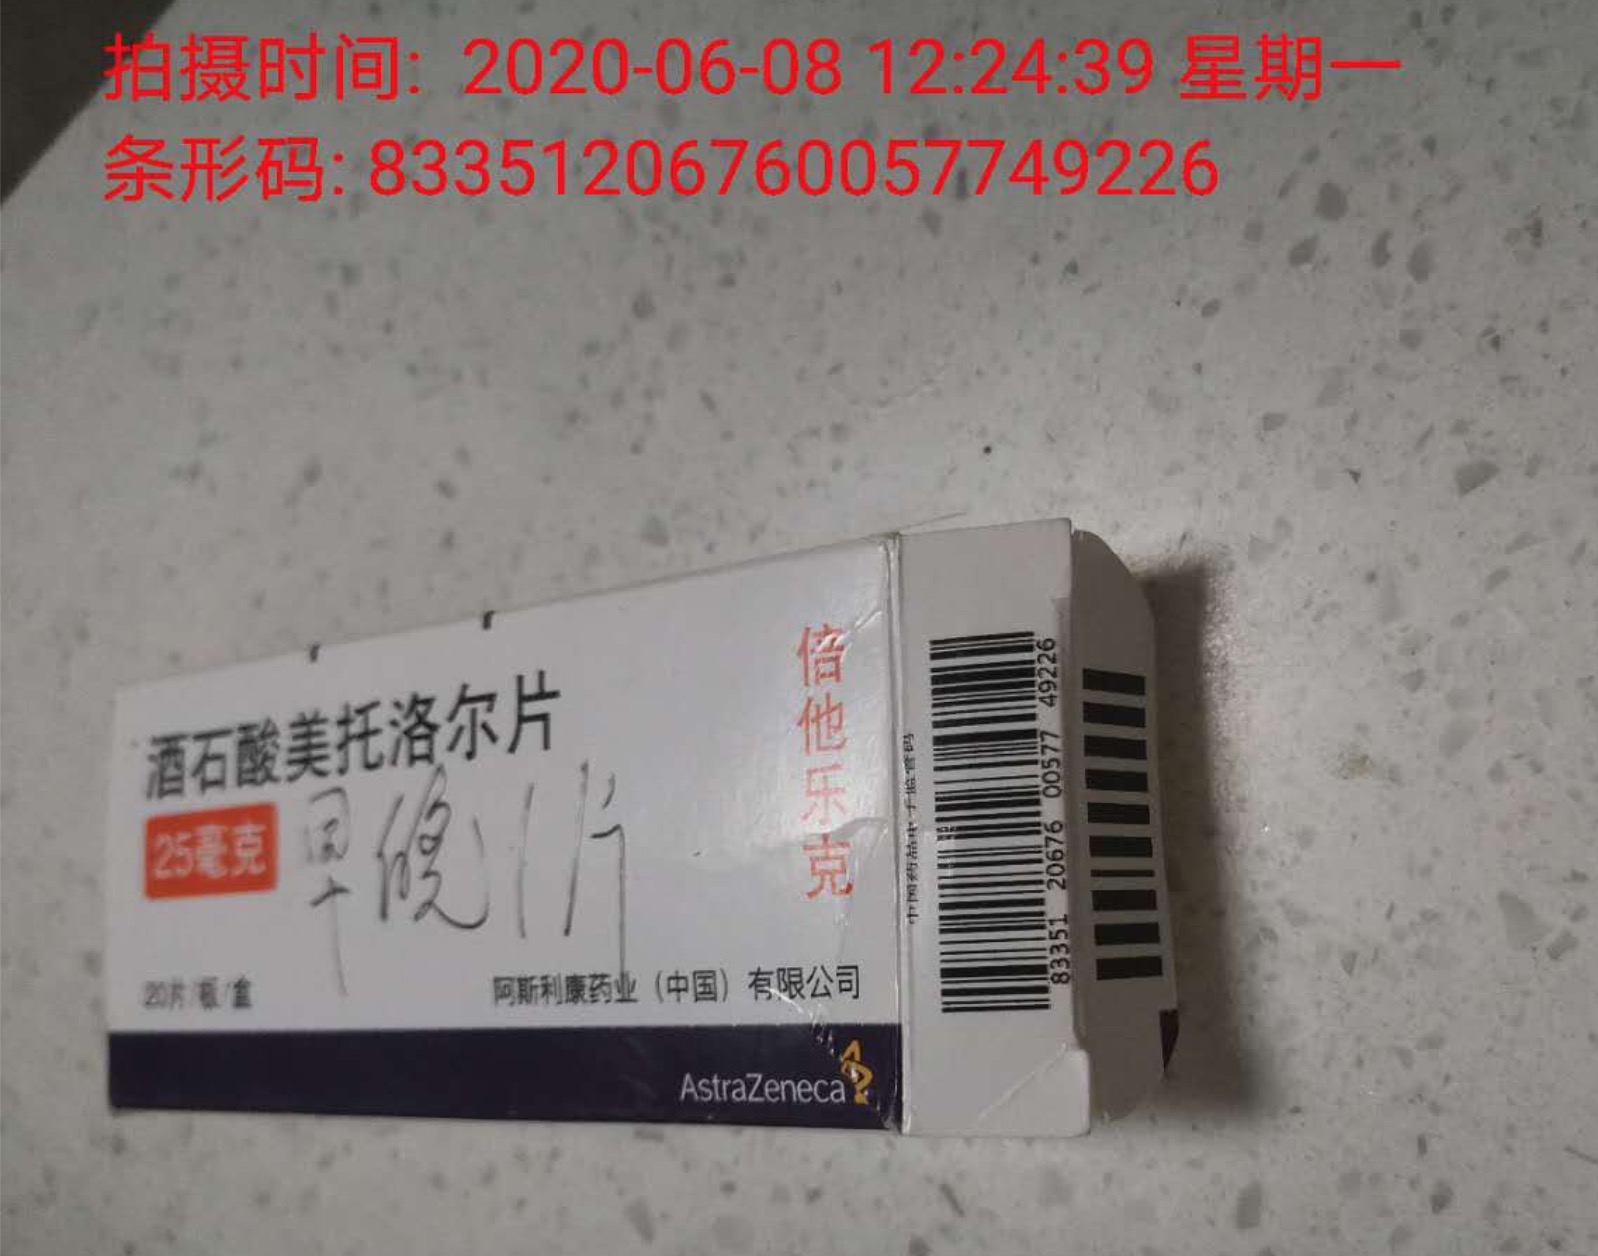 拍摄时间: 2020-06-08 12:24:39 星期一
条形码: 83351206760057749226
酒石酸美托洛尔片
25毫克
早晚1片
20片/板/盒
阿斯利康药业（中国）有限公司
AstraZeneca
倍他乐克
中国药品电子监管码
83351 20676 00577 49226